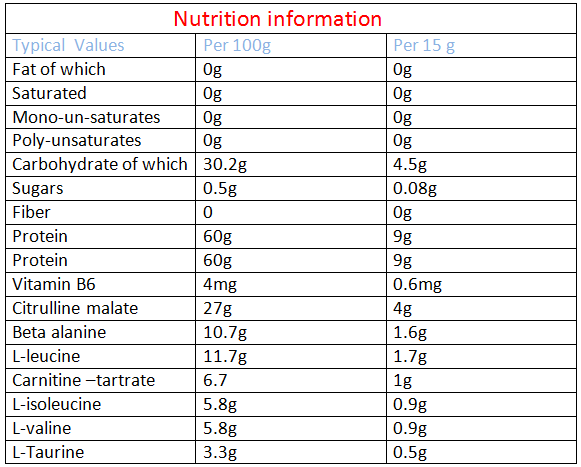 Nutrition information
Typical Values Per 100g Per 15 g
Fat of which 0g 0g
Saturated 0g 0g
Mono-un-saturates 0g 0g
Poly-unsaturates 0g 0g
Carbohydrate of which 30.2g 4.5g
Sugars 0.5g 0.08g
Fiber 0 0g
Protein 60g 9g
Protein 60g 9g
Vitamin B6 4mg 0.6mg
Citrulline malate 27g 4g
Beta alanine 10.7g 1.6g
L-leucine 11.7g 1.7g
Carnitine –tartrate 6.7 1g
L-isoleucine 5.8g 0.9g
L-valine 5.8g 0.9g
L-Taurine 3.3g 0.5g